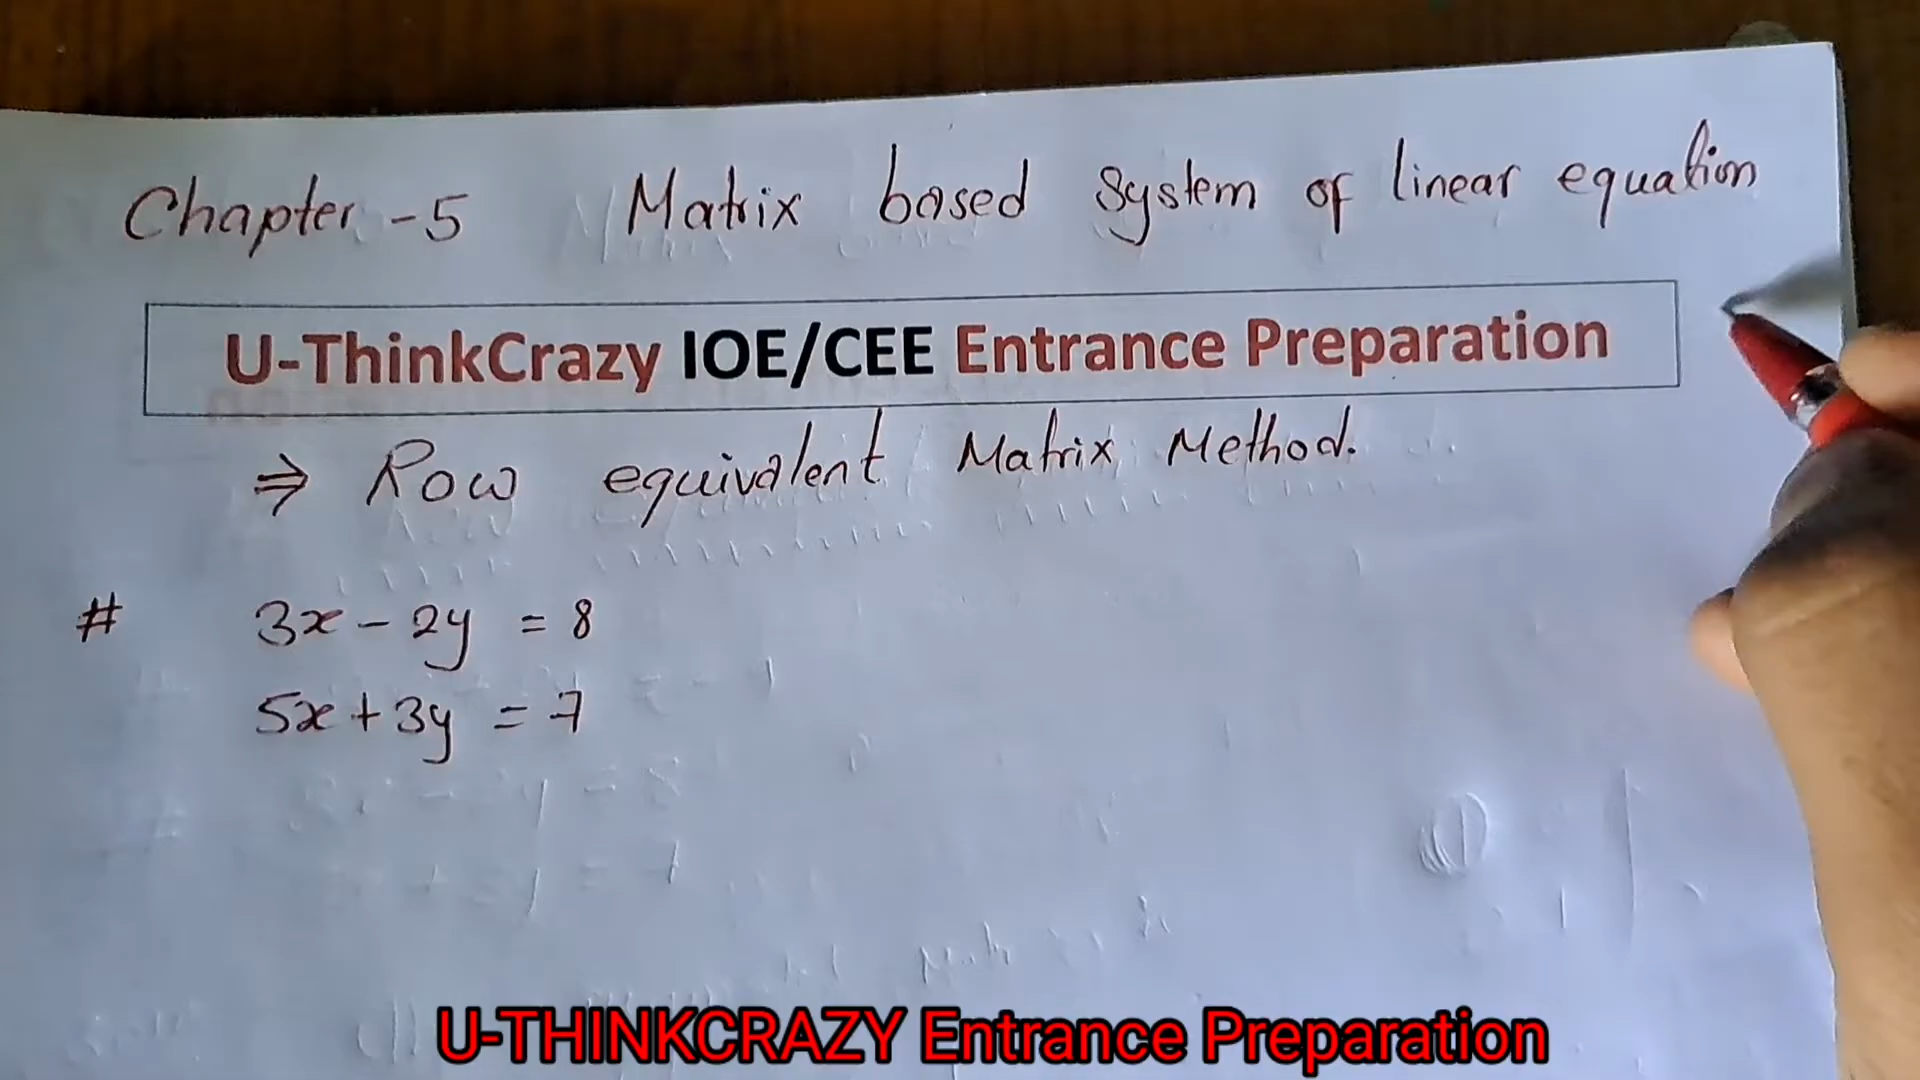 Chapter - 5 Matrix based system of linear equation
U-ThinkCrazy IOE/CEE Entrance Preparation
⇒ Row equivalent Matrix Method.
# 3x - 2y = 8
5x + 3y = 7
U-THINKCRAZY Entrance Preparation